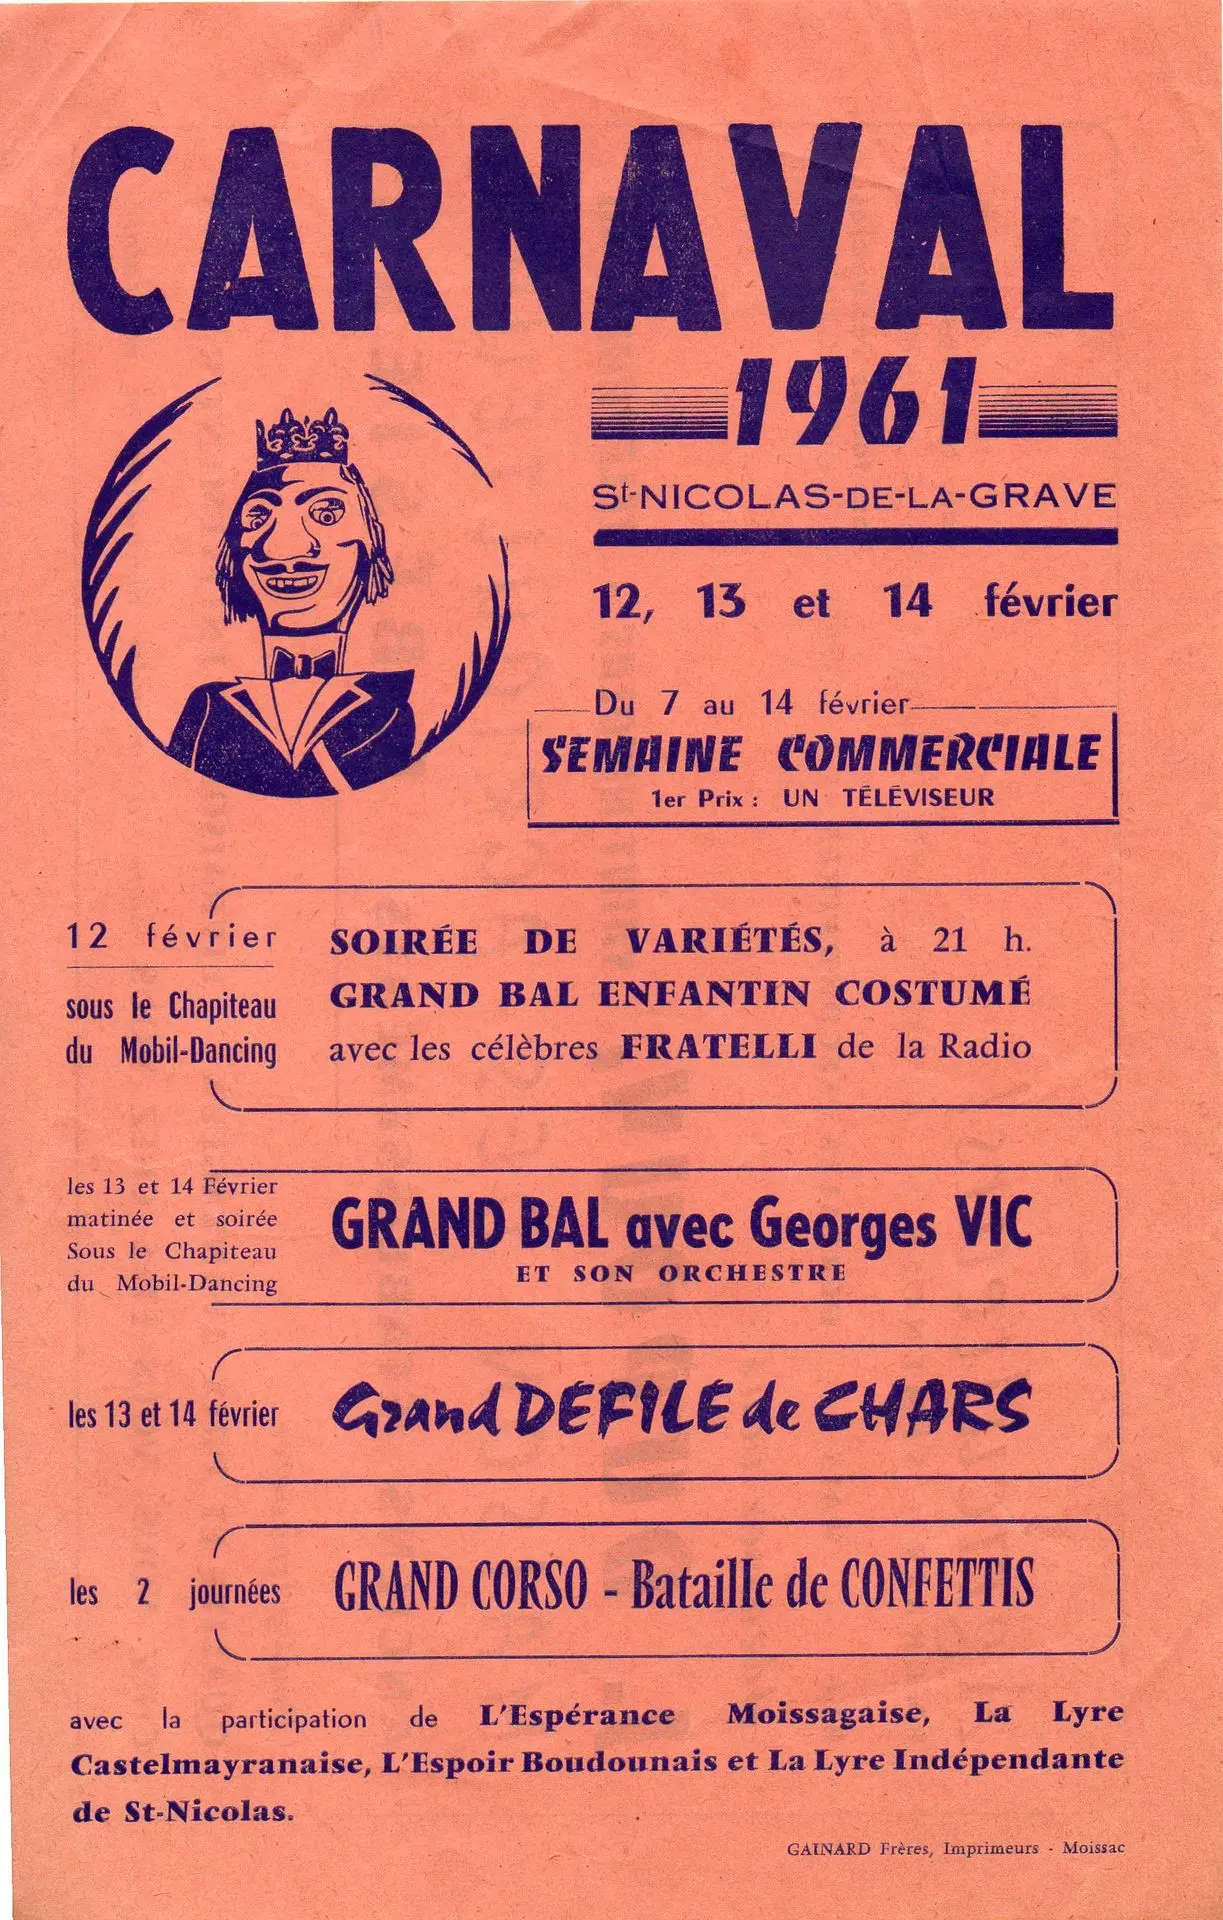 CARNAVAL
1961
St-NICOLAS-DE-LA-GRAVE
12, 13 et 14 février
Du 7 au 14 février
SEMAINE COMMERCIALE
1er Prix : UN TÉLÉVISEUR
12 février
sous le Chapiteau
du Mobil-Dancing
SOIRÉE DE VARIÉTÉS, à 21 h.
GRAND BAL ENFANTIN COSTUMÉ
avec les célèbres FRATELLI de la Radio
les 13 et 14 Février
matinée et soirée
Sous le Chapiteau
du Mobil-Dancing
GRAND BAL avec Georges VIC
ET SON ORCHESTRE
les 13 et 14 février
Grand DÉFILÉ de CHARS
les 2 journées
GRAND CORSO - Bataille de CONFETTIS
avec la participation de L'Espérance Moissagaise, La Lyre
Castelmayranaise, L'Espoir Boudounais et La Lyre Indépendante
de St-Nicolas.
GAINARD Frères, Imprimeurs - Moissac